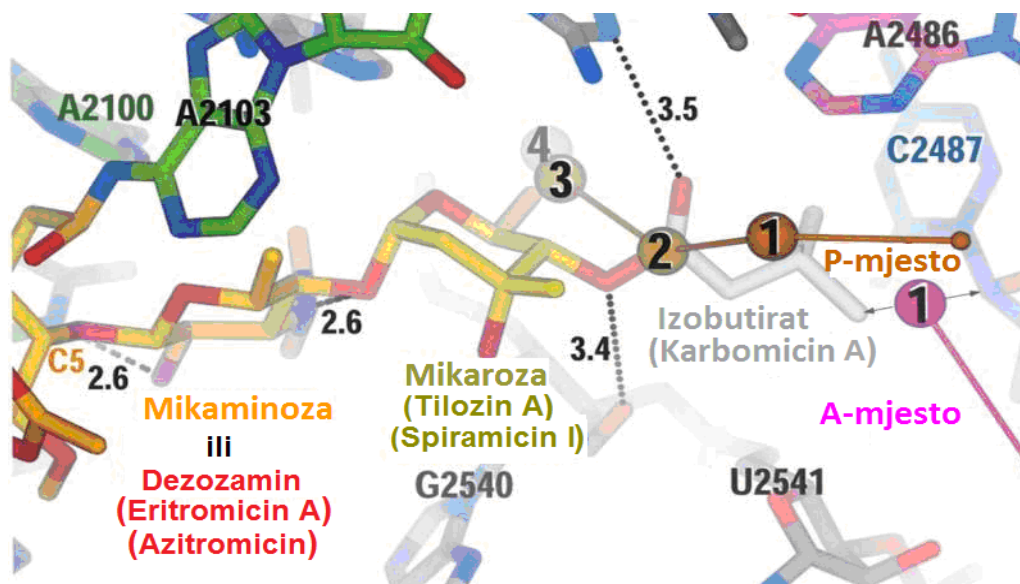 A2486
A2100
A2103
3.5
4
3
C2487
2
1
P-mjesto
1
Izobutirat
(Karbomicin A)
2.6
C5
2.6
3.4
Mikaroza
(Tilozin A)
(Spiramicin I)
A-mjesto
Mikaminoza
ili
Dezozamin
(Eritromicin A)
(Azitromicin)
G2540
U2541